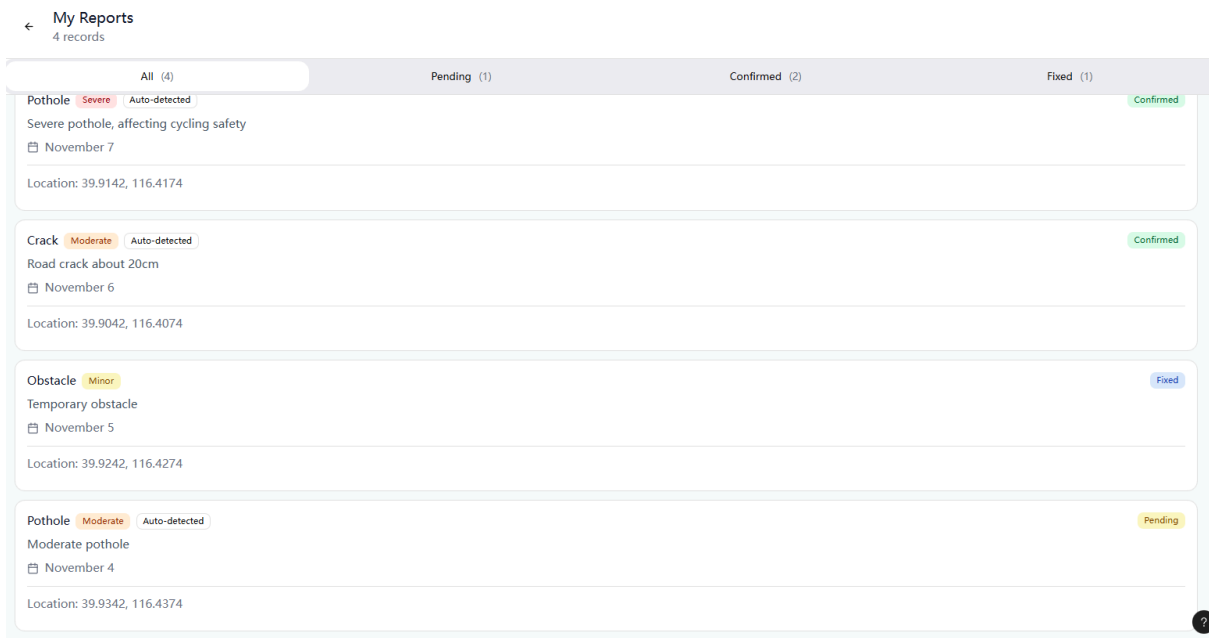 My Reports
4 records
All (4) Pending (1) Confirmed (2) Fixed (1)
Pothole Severe Auto-detected Confirmed
Severe pothole, affecting cycling safety
November 7
Location: 39.9142, 116.4174
Crack Moderate Auto-detected Confirmed
Road crack about 20cm
November 6
Location: 39.9042, 116.4074
Obstacle Minor Fixed
Temporary obstacle
November 5
Location: 39.9242, 116.4274
Pothole Moderate Auto-detected Pending
Moderate pothole
November 4
Location: 39.9342, 116.4374
?